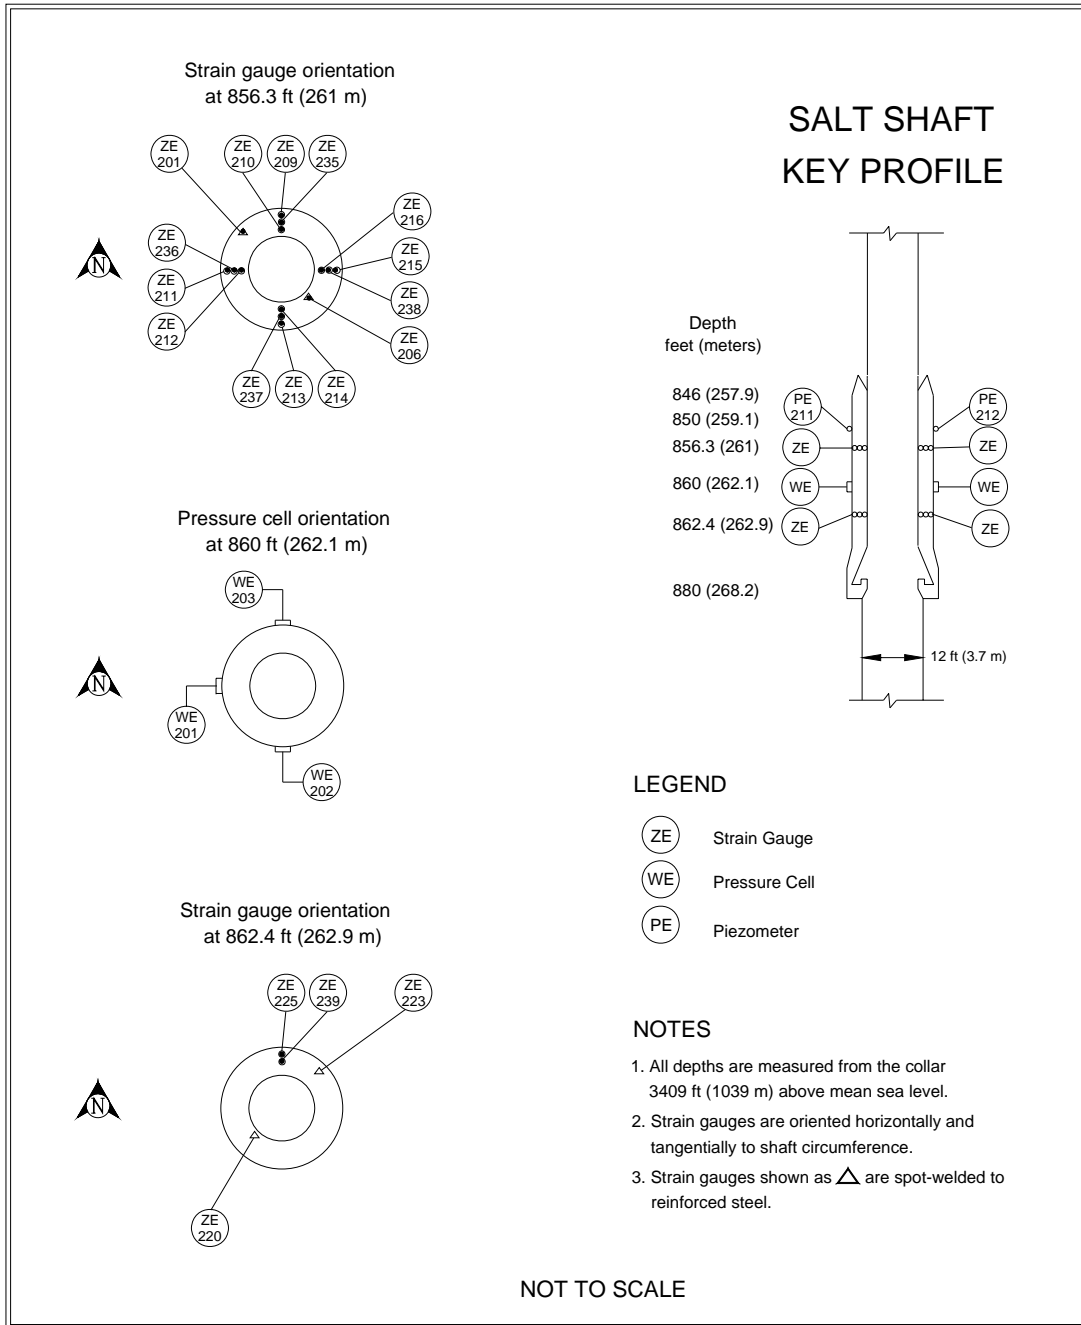 Strain gauge orientation
at 856.3 ft (261 m)
ZE
201
ZE
210
ZE
209
ZE
235
ZE
216
ZE
236
ZE
215
ZE
211
ZE
238
ZE
212
ZE
206
ZE
237
ZE
213
ZE
214
N
Pressure cell orientation
at 860 ft (262.1 m)
WE
203
N
WE
201
WE
202
Strain gauge orientation
at 862.4 ft (262.9 m)
ZE
225
ZE
239
ZE
223
N
ZE
220
SALT SHAFT
KEY PROFILE
Depth
feet (meters)
846 (257.9)
850 (259.1)
856.3 (261)
860 (262.1)
862.4 (262.9)
880 (268.2)
PE
211
PE
212
ZE
ZE
WE
WE
ZE
ZE
12 ft (3.7 m)
LEGEND
ZE Strain Gauge
WE Pressure Cell
PE Piezometer
NOTES
1. All depths are measured from the collar
3409 ft (1039 m) above mean sea level.
2. Strain gauges are oriented horizontally and
tangentially to shaft circumference.
3. Strain gauges shown as △ are spot-welded to
reinforced steel.
NOT TO SCALE